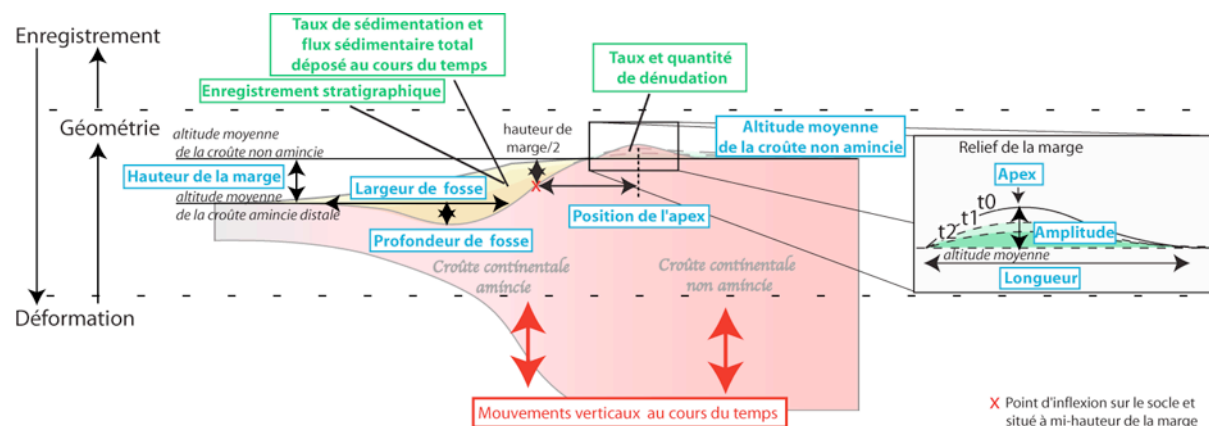 Enregistrement
Géométrie
Déformation
Taux de sédimentation et
flux sédimentaire total
déposé au cours du temps
Enregistrement stratigraphique
Taux et quantité
de dénudation
altitude moyenne
de la croûte non amincie
Hauteur de la marge
altitude moyenne
de la croûte amincie distale
hauteur de
marge/2
Largeur de fosse
Profondeur de fosse
Position de l'apex
Altitude moyenne
de la croûte non amincie
Croûte continentale
amincie
Croûte continentale
non amincie
Mouvements verticaux au cours du temps
Relief de la marge
Apex
t0
t1
t2
Amplitude
altitude moyenne
Longueur
X Point d'inflexion sur le socle et
situé à mi-hauteur de la marge